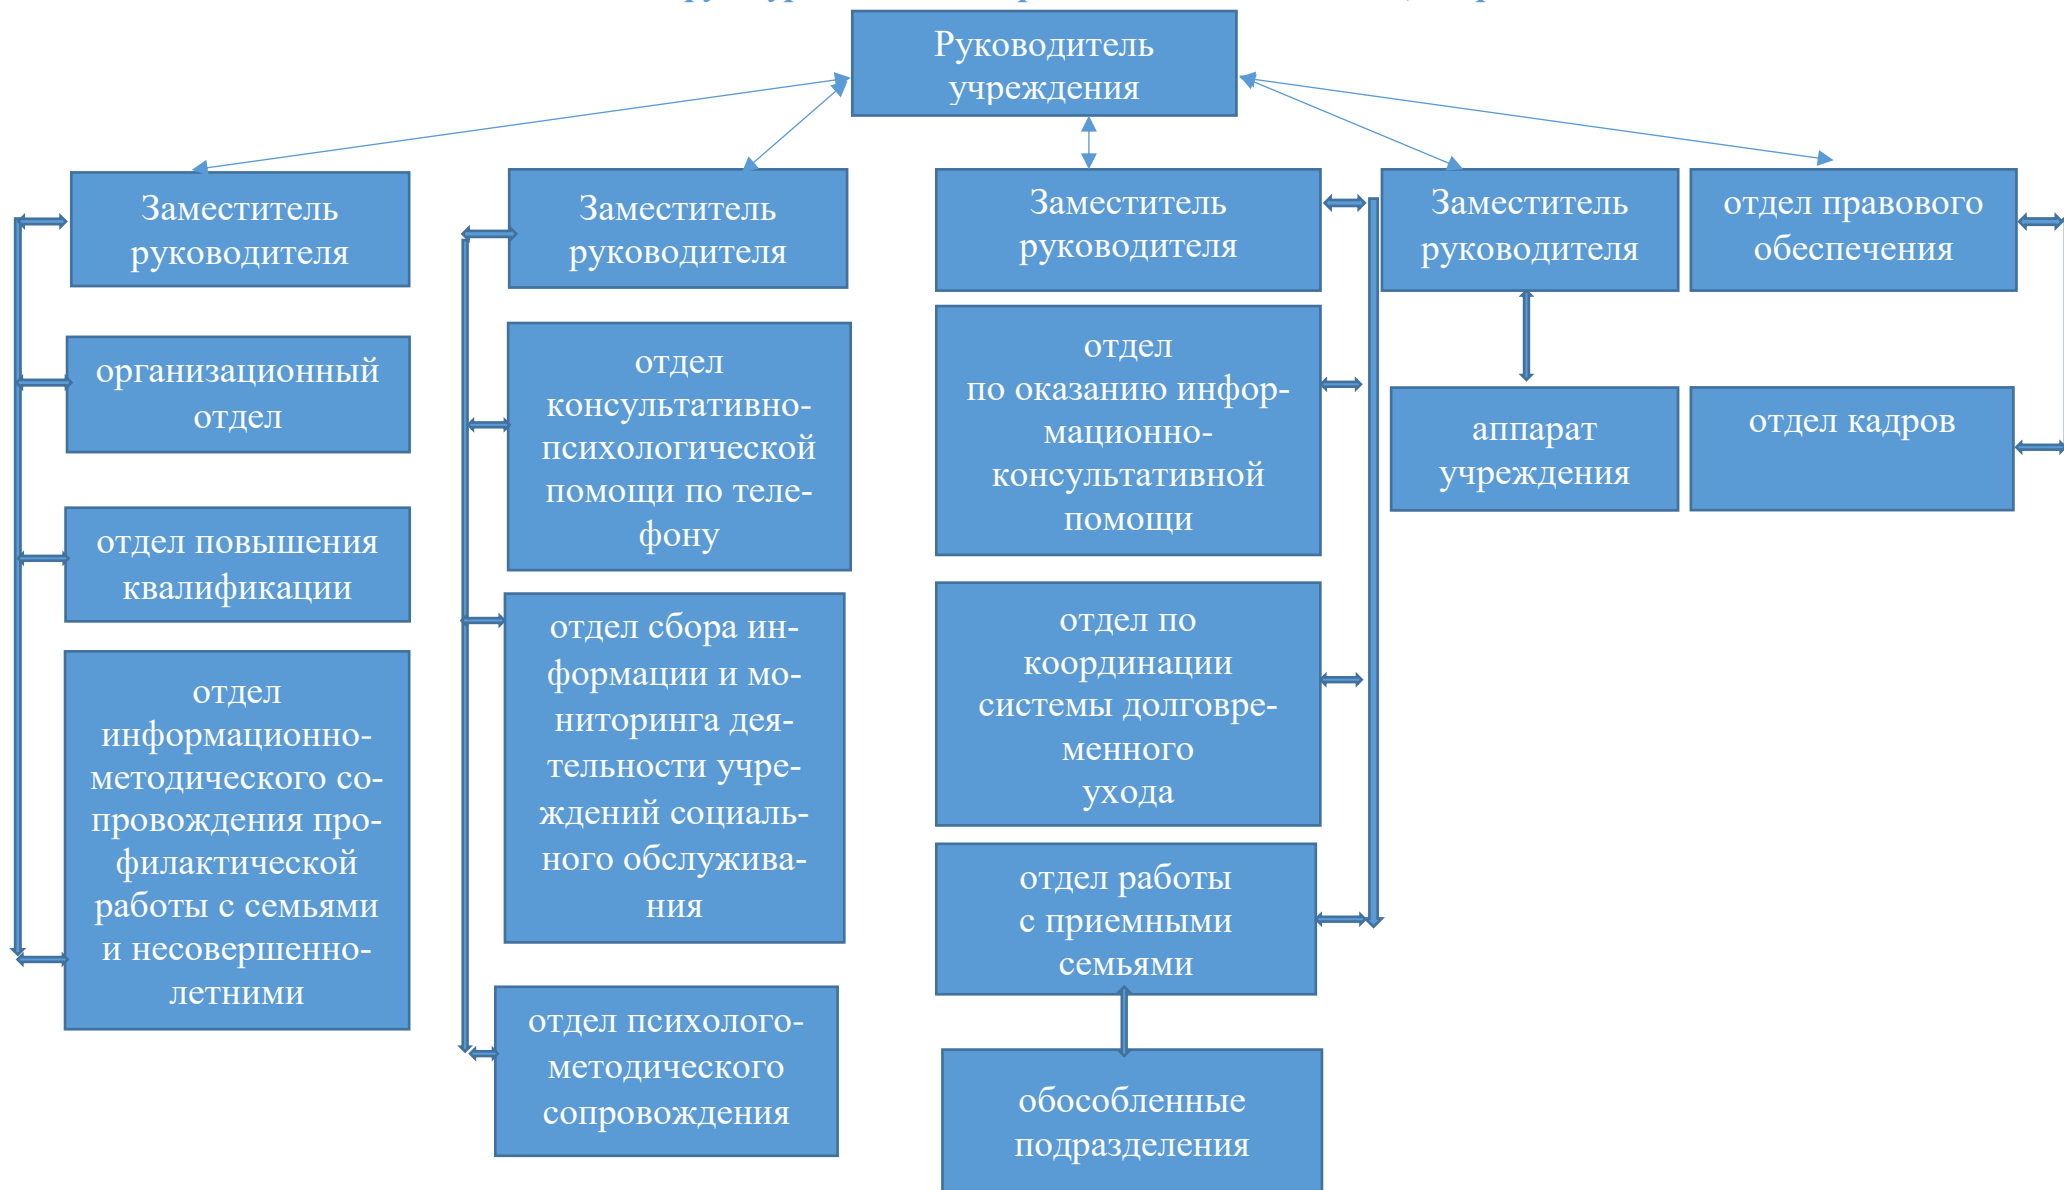 Руководитель
учреждения
Заместитель
руководителя
организационный
отдел
отдел повышения
квалификации
отдел
информационно-
методического со-
провождения про-
филактической
работы с семьями
и несовершенно-
летними
Заместитель
руководителя
отдел
консультативно-
психологической
помощи по теле-
фону
отдел сбора ин-
формации и мо-
ниторинга дея-
тельности учре-
ждений социаль-
ного обслужива-
ния
отдел психолого-
методического
сопровождения
Заместитель
руководителя
отдел
по оказанию инфор-
мационно-
консультативной
помощи
отдел по
координации
системы долговре-
менного
ухода
отдел работы
с приемными
семьями
обособленные
подразделения
Заместитель
руководителя
аппарат
учреждения
отдел правового
обеспечения
отдел кадров